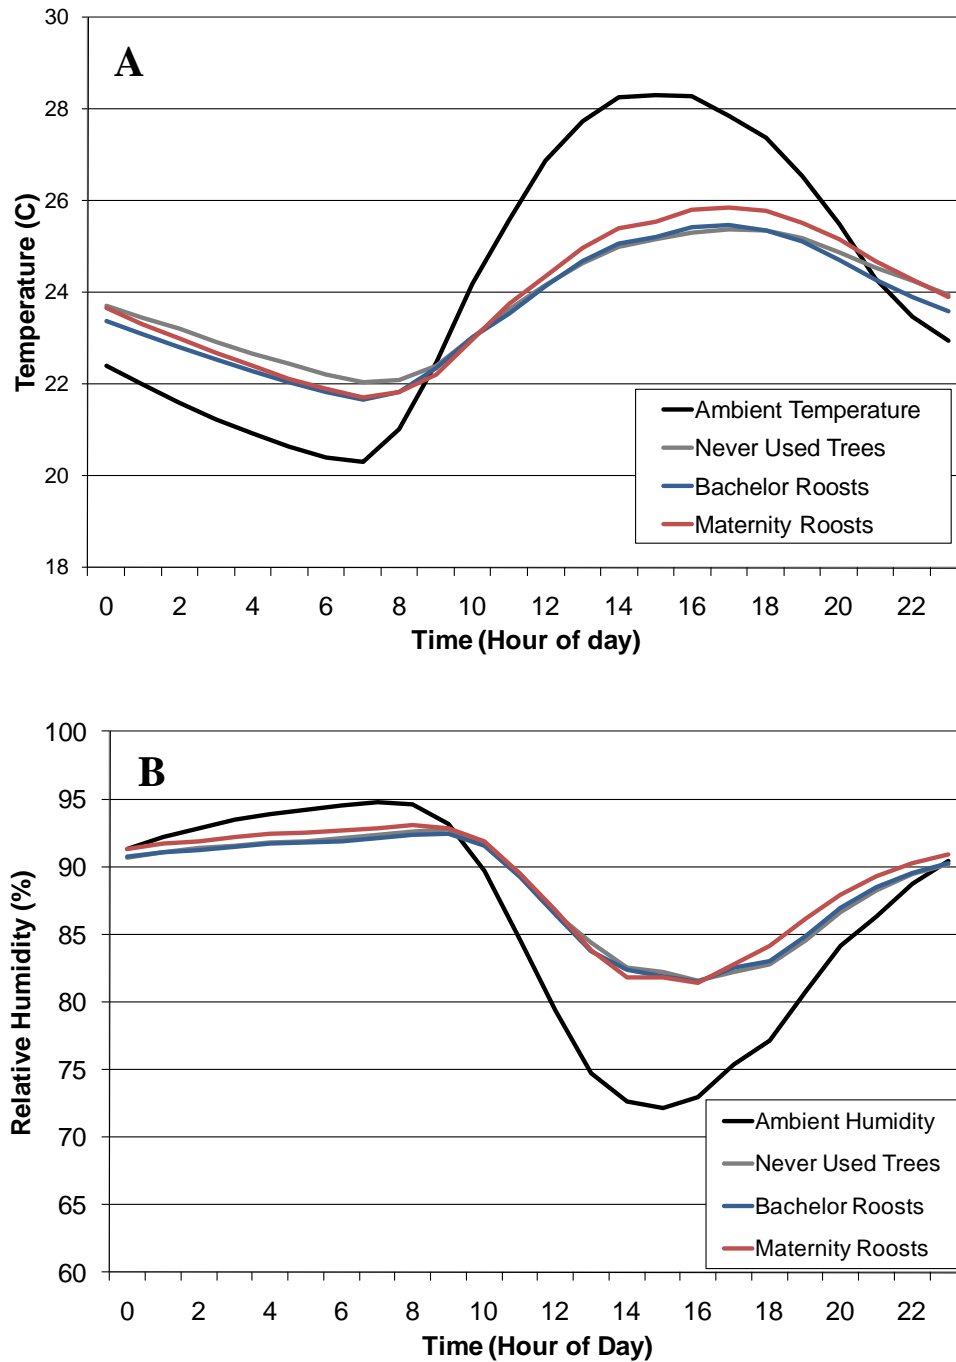 30
A
28
26
24
22
20
18
Temperature (C)
Ambient Temperature
Never Used Trees
Bachelor Roosts
Maternity Roosts
0 2 4 6 8 10 12 14 16 18 20 22
Time (Hour of day)
100
B
95
90
85
80
75
70
65
60
Relative Humidity (%)
Ambient Humidity
Never Used Trees
Bachelor Roosts
Maternity Roosts
0 2 4 6 8 10 12 14 16 18 20 22
Time (Hour of Day)